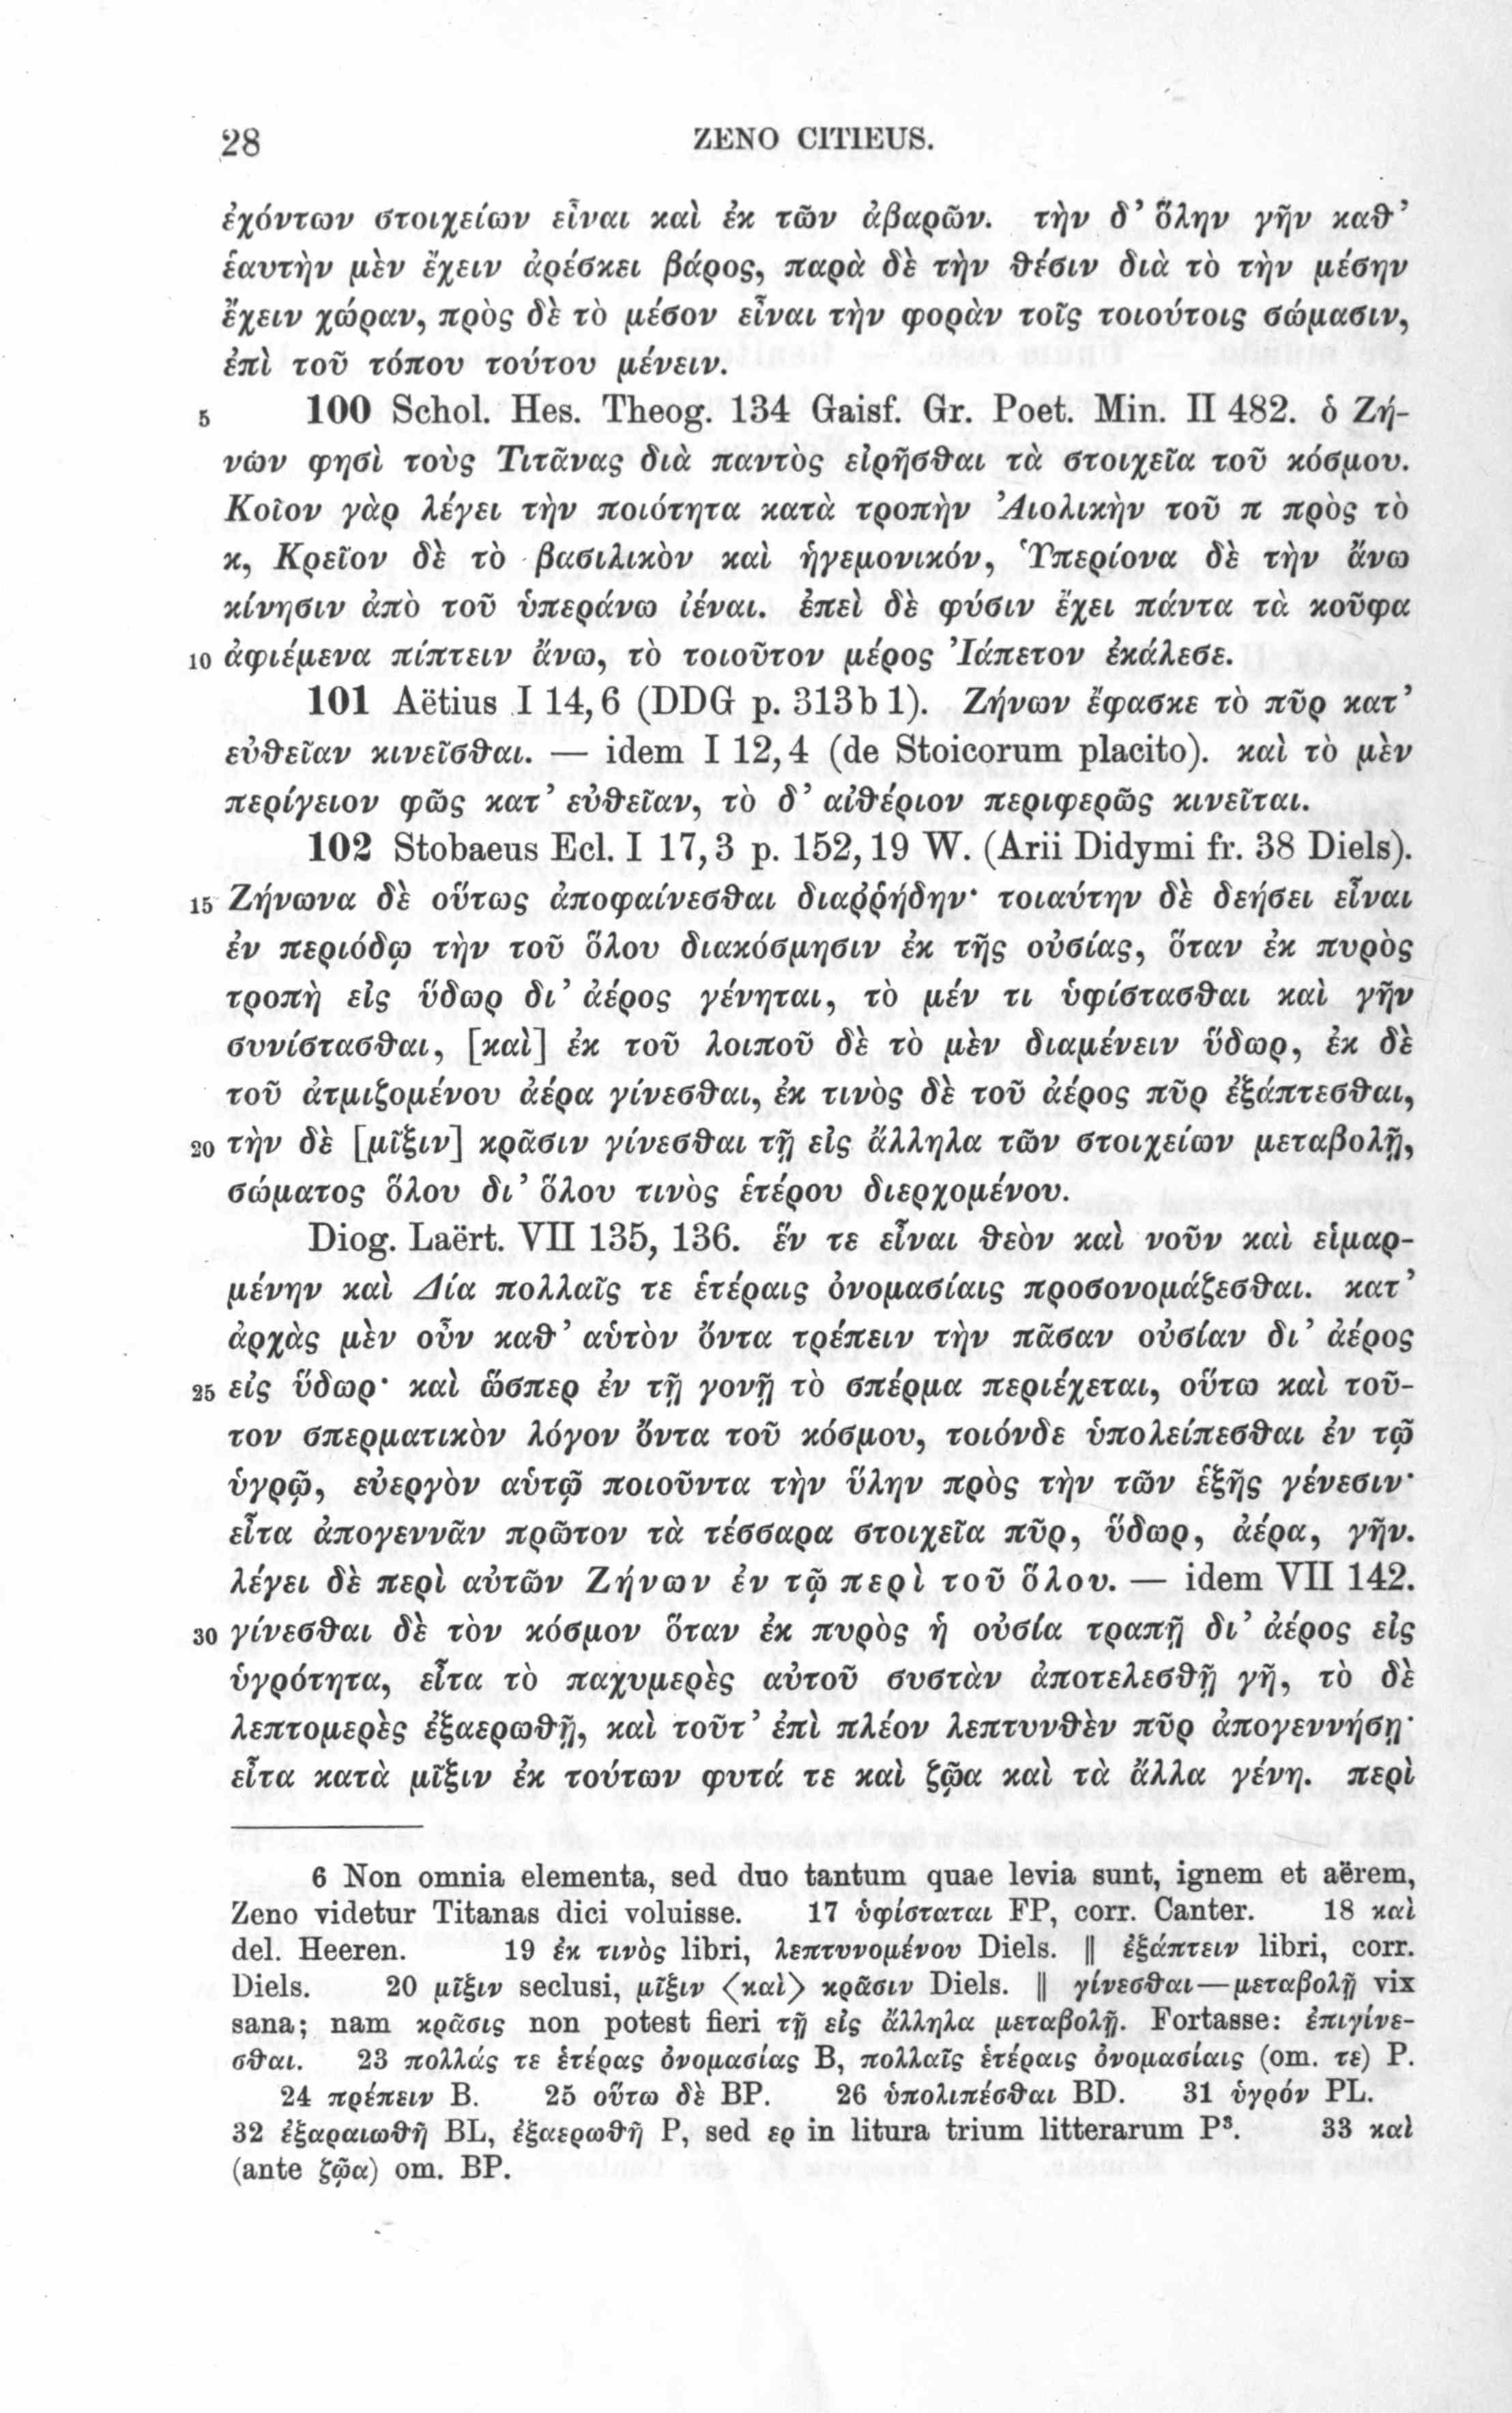 28 ZENO CITIEUS.
ἐχόντων στοιχείων εἶναι καὶ ἐκ τῶν ἀβαρῶν. τὴν δ’ ὅλην γῆν καϑ’
ἑαυτὴν μὲν ἔχειν ἀρέσκει βάρος, παρὰ δὲ τὴν ϑέσιν διὰ τὸ τὴν μέσην
ἔχειν χώραν, πρὸς δὲ τὸ μέσον εἶναι τὴν φορὰν τοῖς τοιούτοις σώμασιν,
ἐπὶ τοῦ τόπου τούτου μένειν.
5 100 Schol. Hes. Theog. 134 Gaisf. Gr. Poet. Min. II 482. ὁ Ζή-
νων φησὶ τοὺς Τιτᾶνας διὰ παντὸς εἰρῆσϑαι τὰ στοιχεῖα τοῦ κόσμου.
Κοῖον γὰρ λέγει τὴν ποιότητα κατὰ τροπὴν Ἀιολικὴν τοῦ π πρὸς τὸ
κ, Κρεῖον δὲ τὸ βασιλικὸν καὶ ἡγεμονικόν, Ὑπερίονα δὲ τὴν ἄνω
κίνησιν ἀπὸ τοῦ ὑπεράνω ἰέναι. ἐπεὶ δὲ φύσιν ἔχει πάντα τὰ κοῦφα
10 ἀφιέμενα πίπτειν ἄνω, τὸ τοιοῦτον μέρος Ἰάπετον ἐκάλεσε.
101 Aëtius I 14, 6 (DDG p. 313 b 1). Ζήνων ἔφασκε τὸ πῦρ κατ’
εὐϑεῖαν κινεῖσϑαι. — idem I 12, 4 (de Stoicorum placito). καὶ τὸ μὲν
περίγειον φῶς κατ’ εὐϑεῖαν, τὸ δ’ αἰϑέριον περιφερῶς κινεῖται.
102 Stobaeus Ecl. I 17, 3 p. 152, 19 W. (Arii Didymi fr. 38 Diels).
15 Ζήνωνα δὲ οὕτως ἀποφαίνεσϑαι διαῤῥήδην· τοιαύτην δὲ δεήσει εἶναι
ἐν περιόδῳ τὴν τοῦ ὅλου διακόσμησιν ἐκ τῆς οὐσίας, ὅταν ἐκ πυρὸς
τροπὴ εἰς ὕδωρ δι’ ἀέρος γένηται, τὸ μέν τι ὑφίστασϑαι καὶ γῆν
συνίστασϑαι, [καὶ] ἐκ τοῦ λοιποῦ δὲ τὸ μὲν διαμένειν ὕδωρ, ἐκ δὲ
τοῦ ἀτμιζομένου ἀέρα γίνεσϑαι, ἐκ τινὸς δὲ τοῦ ἀέρος πῦρ ἐξάπτεσϑαι,
20 τὴν δὲ [μῖξιν] κρᾶσιν γίνεσϑαι τῇ εἰς ἄλληλα τῶν στοιχείων μεταβολῇ,
σώματος ὅλου δι’ ὅλου τινὸς ἑτέρου διερχομένου.
Diog. Laërt. VII 135, 136. ἕν τε εἶναι ϑεὸν καὶ νοῦν καὶ εἱμαρ-
μένην καὶ Δία πολλαῖς τε ἑτέραις ὀνομασίαις προσονομάζεσϑαι. κατ’
ἀρχὰς μὲν οὖν καϑ’ αὑτὸν ὄντα τρέπειν τὴν πᾶσαν οὐσίαν δι’ ἀέρος
25 εἰς ὕδωρ· καὶ ὥσπερ ἐν τῇ γονῇ τὸ σπέρμα περιέχεται, οὕτω καὶ τοῦ-
τον σπερματικὸν λόγον ὄντα τοῦ κόσμου, τοιόνδε ὑπολείπεσϑαι ἐν τῷ
ὑγρῷ, εὐεργὸν αὑτῷ ποιοῦντα τὴν ὕλην πρὸς τὴν τῶν ἑξῆς γένεσιν·
εἶτα ἀπογεννᾶν πρῶτον τὰ τέσσαρα στοιχεῖα πῦρ, ὕδωρ, ἀέρα, γῆν.
λέγει δὲ περὶ αὐτῶν Ζήνων ἐν τῷ περὶ τοῦ ὅλου. — idem VII 142.
30 γίνεσϑαι δὲ τὸν κόσμον ὅταν ἐκ πυρὸς ἡ οὐσία τραπῇ δι’ ἀέρος εἰς
ὑγρότητα, εἶτα τὸ παχυμερὲς αὐτοῦ συστὰν ἀποτελεσϑῇ γῆ, τὸ δὲ
λεπτομερὲς ἐξαερωϑῇ, καὶ τοῦτ’ ἐπὶ πλέον λεπτυνϑὲν πῦρ ἀπογεννήσῃ·
εἶτα κατὰ μῖξιν ἐκ τούτων φυτά τε καὶ ζῷα καὶ τὰ ἄλλα γένη. περὶ
6 Non omnia elementa, sed duo tantum quae levia sunt, ignem et aërem,
Zeno videtur Titanas dici voluisse. 17 ὑφίσταται FP, corr. Canter. 18 καὶ
del. Heeren. 19 ἐκ τινὸς libri, λεπτυνομένου Diels. ‖ ἐξάπτειν libri, corr.
Diels. 20 μῖξιν seclusi, μῖξιν ⟨καὶ⟩ κρᾶσιν Diels. ‖ γίνεσϑαι—μεταβολῇ vix
sana; nam κρᾶσις non potest fieri τῇ εἰς ἄλληλα μεταβολῇ. Fortasse: ἐπιγίνε-
σϑαι. 23 πολλάς τε ἑτέρας ὀνομασίας B, πολλαῖς ἑτέραις ὀνομασίαις (om. τε) P.
24 πρέπειν B. 25 οὕτω δὲ BP. 26 ὑπολιπέσϑαι BD. 31 ὑγρόν PL.
32 ἐξαραιωϑῆ BL, ἐξαερωϑῆ P, sed ερ in litura trium litterarum P³. 33 καὶ
(ante ζῷα) om. BP.